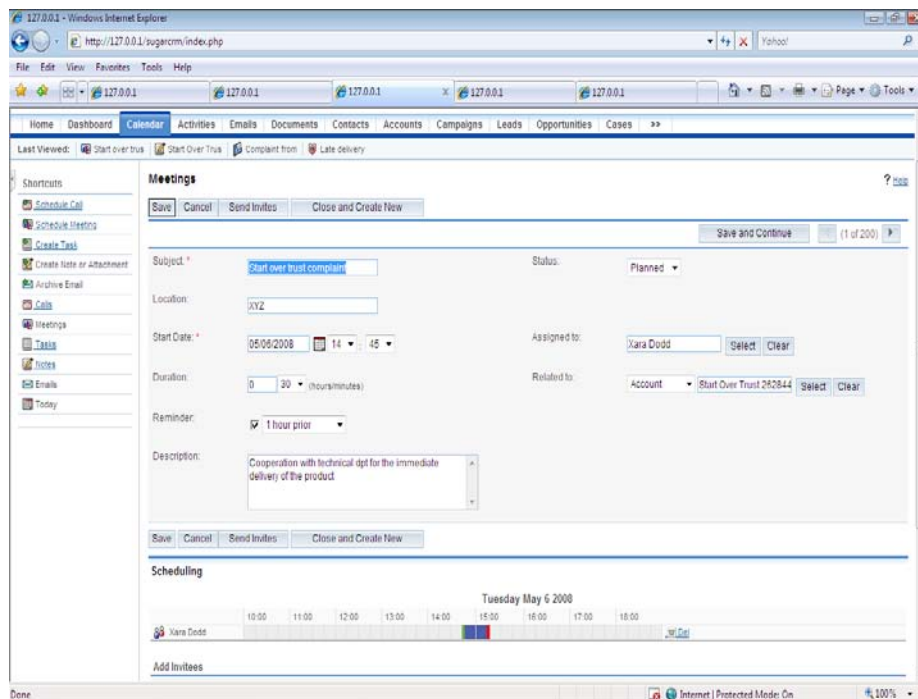 127.0.0.1 - Windows Internet Explorer
http://127.0.0.1/sugarcrm/index.php
Yahoo!
File Edit View Favorites Tools Help
127.0.0.1 127.0.0.1 127.0.0.1 127.0.0.1 127.0.0.1 Page Tools
Home Dashboard Calendar Activities Emails Documents Contacts Accounts Campaigns Leads Opportunities Cases >>
Last Viewed: Start over trus Start Over Trus Complaint from Late delivery
Shortcuts
Schedule Call
Schedule Meeting
Create Task
Create Note or Attachment
Archive Email
Calls
Meetings
Tasks
Notes
Emails
Today
Meetings
? Help
Save Cancel Send Invites Close and Create New
Save and Continue (1 of 200)
Subject: * Start over trust complaint Status: Planned
Location: XYZ
Start Date: * 05/06/2008 14 : 45 Assigned to: Xara Dodd Select Clear
Duration: 0 30 (hours/minutes) Related to: Account Start Over Trust 262844 Select Clear
Reminder: 1 hour prior
Description: Cooperation with technical dpt for the immediate
delivery of the product
Save Cancel Send Invites Close and Create New
Scheduling
Tuesday May 6 2008
10:00 11:00 12:00 13:00 14:00 15:00 16:00 17:00 18:00
Xara Dodd Del
Add Invitees
Done Internet | Protected Mode: On 100%